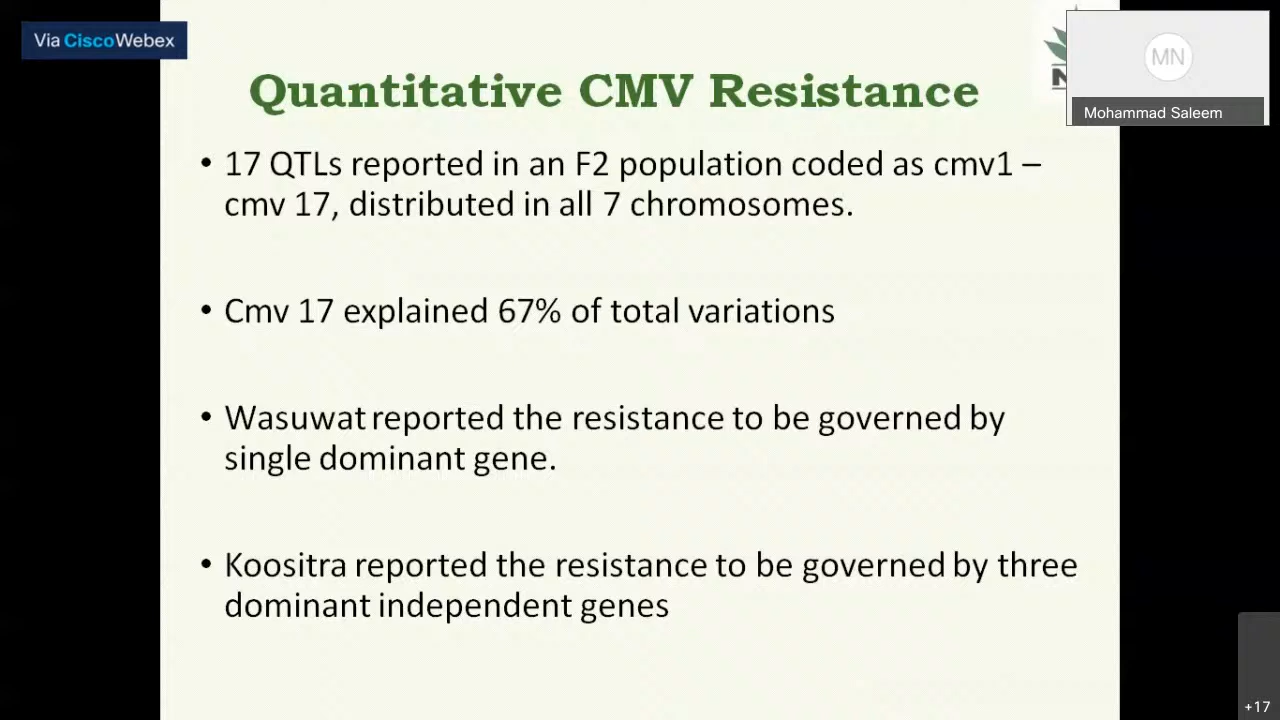 Via CiscoWebex
MN
Mohammad Saleem
Quantitative CMV Resistance
• 17 QTLs reported in an F2 population coded as cmv1 –
cmv 17, distributed in all 7 chromosomes.
• Cmv 17 explained 67% of total variations
• Wasuwat reported the resistance to be governed by
single dominant gene.
• Koositra reported the resistance to be governed by three
dominant independent genes
+17